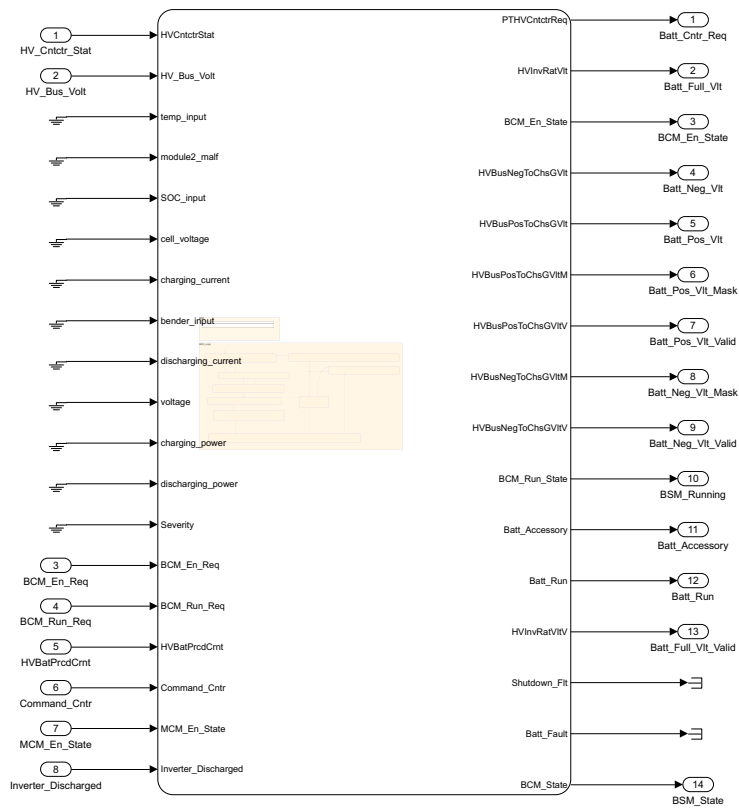 1
HV_Cntctr_Stat
HVCntctrStat
2
HV_Bus_Volt
HV_Bus_Volt
temp_input
module2_malf
SOC_input
cell_voltage
charging_current
bender_input
discharging_current
voltage
charging_power
discharging_power
Severity
3
BCM_En_Req
BCM_En_Req
4
BCM_Run_Req
BCM_Run_Req
5
HVBatPrcdCrnt
HVBatPrcdCrnt
6
Command_Cntr
Command_Cntr
7
MCM_En_State
MCM_En_State
8
Inverter_Discharged
Inverter_Discharged
PTHVCntctrReq
1
Batt_Cntr_Req
HVInvRatVlt
2
Batt_Full_Vlt
BCM_En_State
3
BCM_En_State
HVBusNegToChsGVlt
4
Batt_Neg_Vlt
HVBusPosToChsGVlt
5
Batt_Pos_Vlt
HVBusPosToChsGVltM
6
Batt_Pos_Vlt_Mask
HVBusPosToChsGVltV
7
Batt_Pos_Vlt_Valid
HVBusNegToChsGVltM
8
Batt_Neg_Vlt_Mask
HVBusNegToChsGVltV
9
Batt_Neg_Vlt_Valid
BCM_Run_State
10
BSM_Running
Batt_Accessory
11
Batt_Accessory
Batt_Run
12
Batt_Run
HVInvRatVltV
13
Batt_Full_Vlt_Valid
Shutdown_Flt
Batt_Fault
BCM_State
14
BSM_State